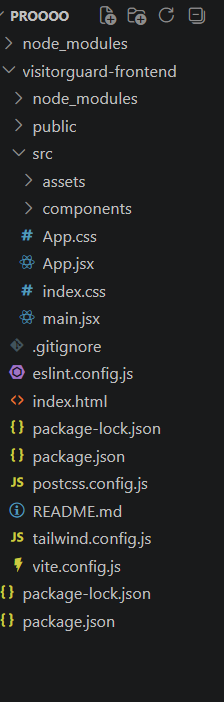 PROOOO
node_modules
visitorguard-frontend
node_modules
public
src
assets
components
# App.css
App.jsx
# index.css
main.jsx
.gitignore
eslint.config.js
<> index.html
{} package-lock.json
{} package.json
JS postcss.config.js
README.md
JS tailwind.config.js
vite.config.js
{} package-lock.json
{} package.json